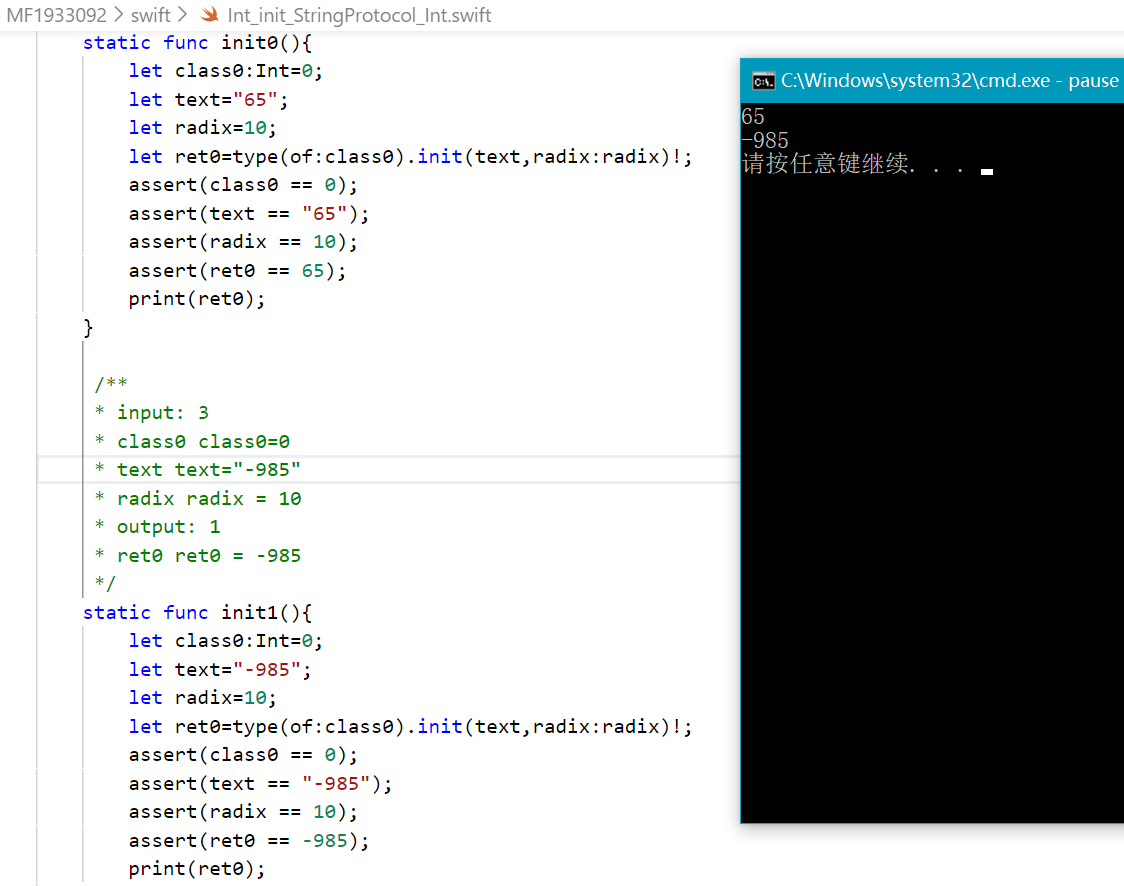 MF1933092 > swift > Int_init_StringProtocol_Int.swift
static func init0(){
let class0:Int=0;
let text="65";
let radix=10;
let ret0=type(of:class0).init(text,radix:radix)!;
assert(class0 == 0);
assert(text == "65");
assert(radix == 10);
assert(ret0 == 65);
print(ret0);
}
/**
* input: 3
* class0 class0=0
* text text="-985"
* radix radix = 10
* output: 1
* ret0 ret0 = -985
*/
static func init1(){
let class0:Int=0;
let text="-985";
let radix=10;
let ret0=type(of:class0).init(text,radix:radix)!;
assert(class0 == 0);
assert(text == "-985");
assert(radix == 10);
assert(ret0 == -985);
print(ret0);
C:\Windows\system32\cmd.exe - pause
65
-985
请按任意键继续. . .